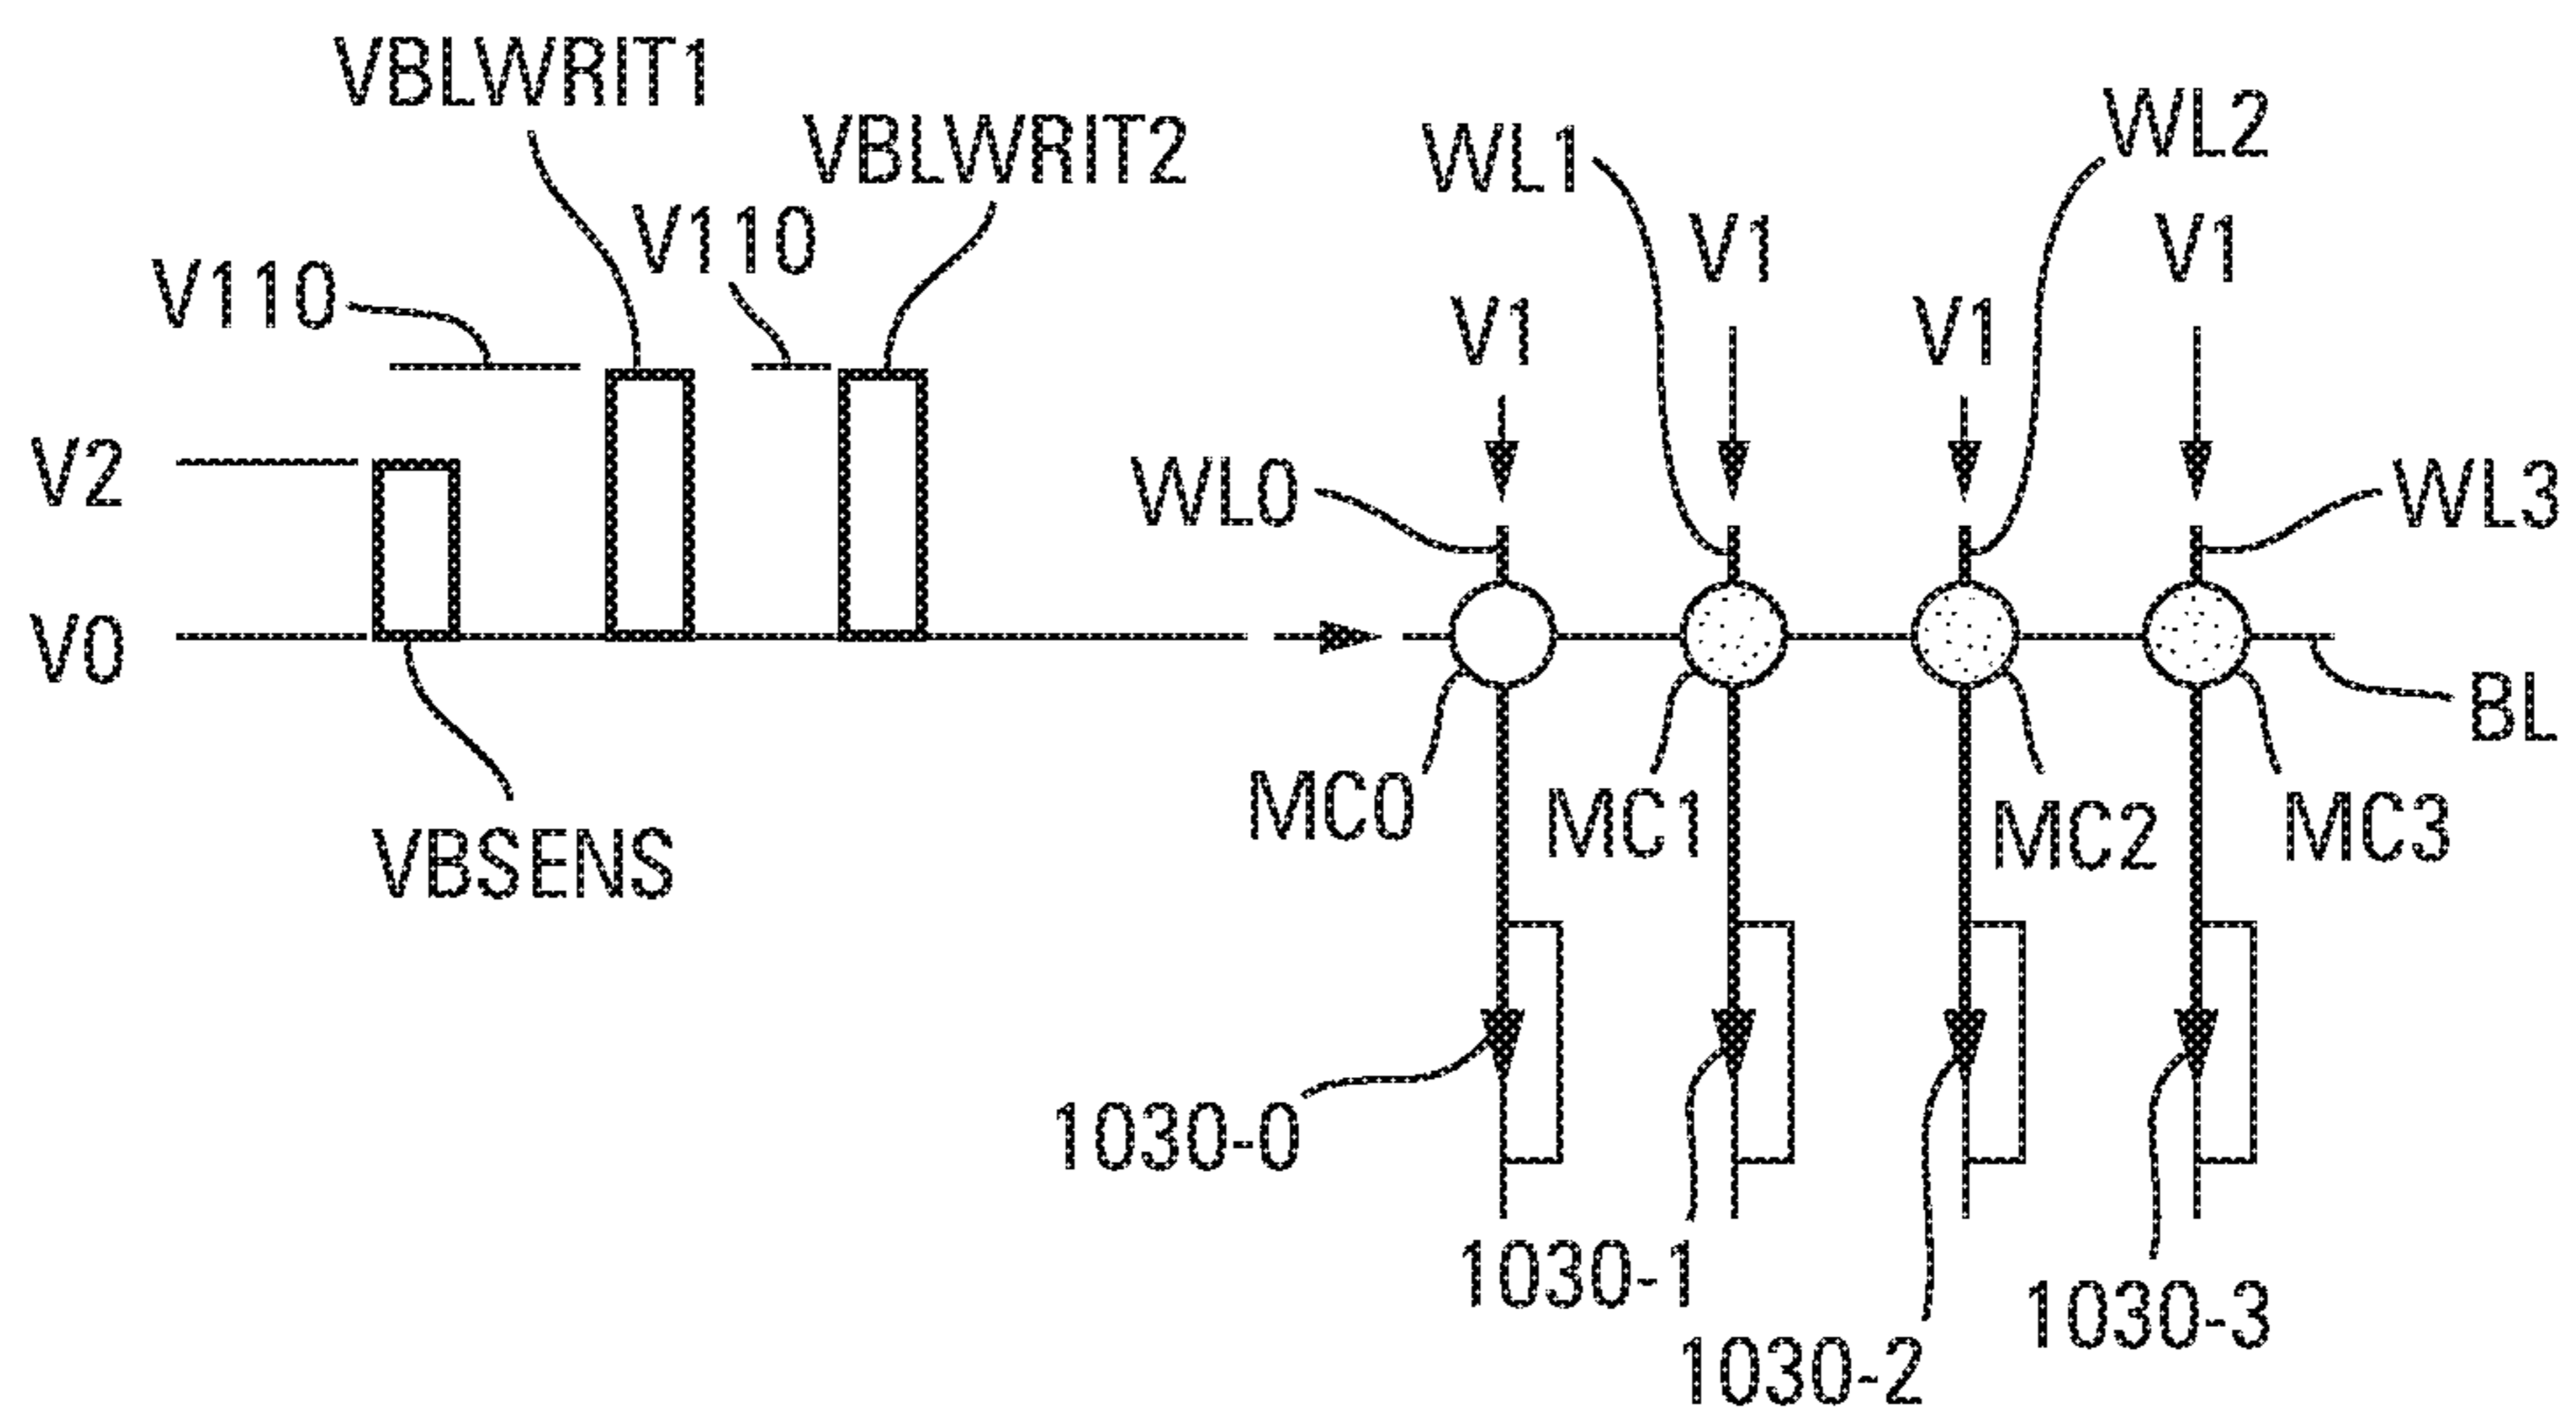 VBLWRIT1
WL2
VBLWRIT2
WL1
V110
V1
V1
V110
V1
V1
V2
WL0
WL3
V0
BL
MC0
MC1
MC2
MC3
VBSENS
1030-0
1030-1
1030-3
1030-2